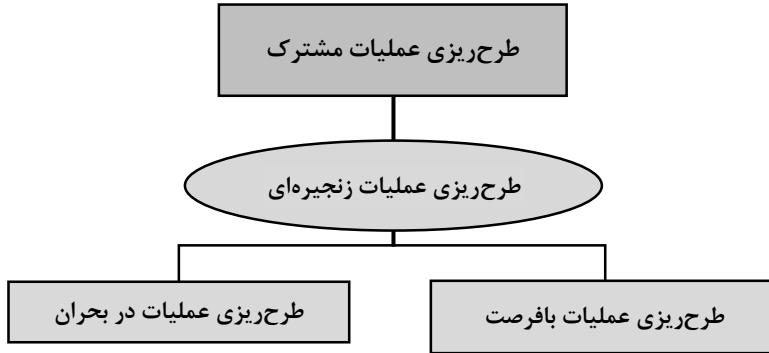 طرح‌ریزی عملیات مشترک
طرح‌ریزی عملیات زنجیره‌ای
طرح‌ریزی عملیات بافرصت
طرح‌ریزی عملیات در بحران